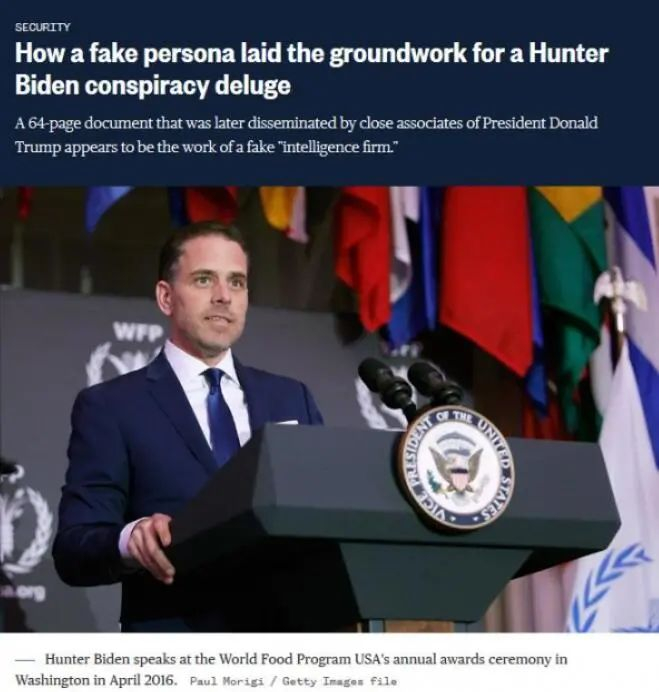 SECURITY
How a fake persona laid the groundwork for a Hunter
Biden conspiracy deluge
A 64-page document that was later disseminated by close associates of President Donald
Trump appears to be the work of a fake "intelligence firm."
WFP
VICE PRESIDENT OF THE UNITED STATES
a.org
Hunter Biden speaks at the World Food Program USA's annual awards ceremony in
Washington in April 2016. Paul Morigi / Getty Images file